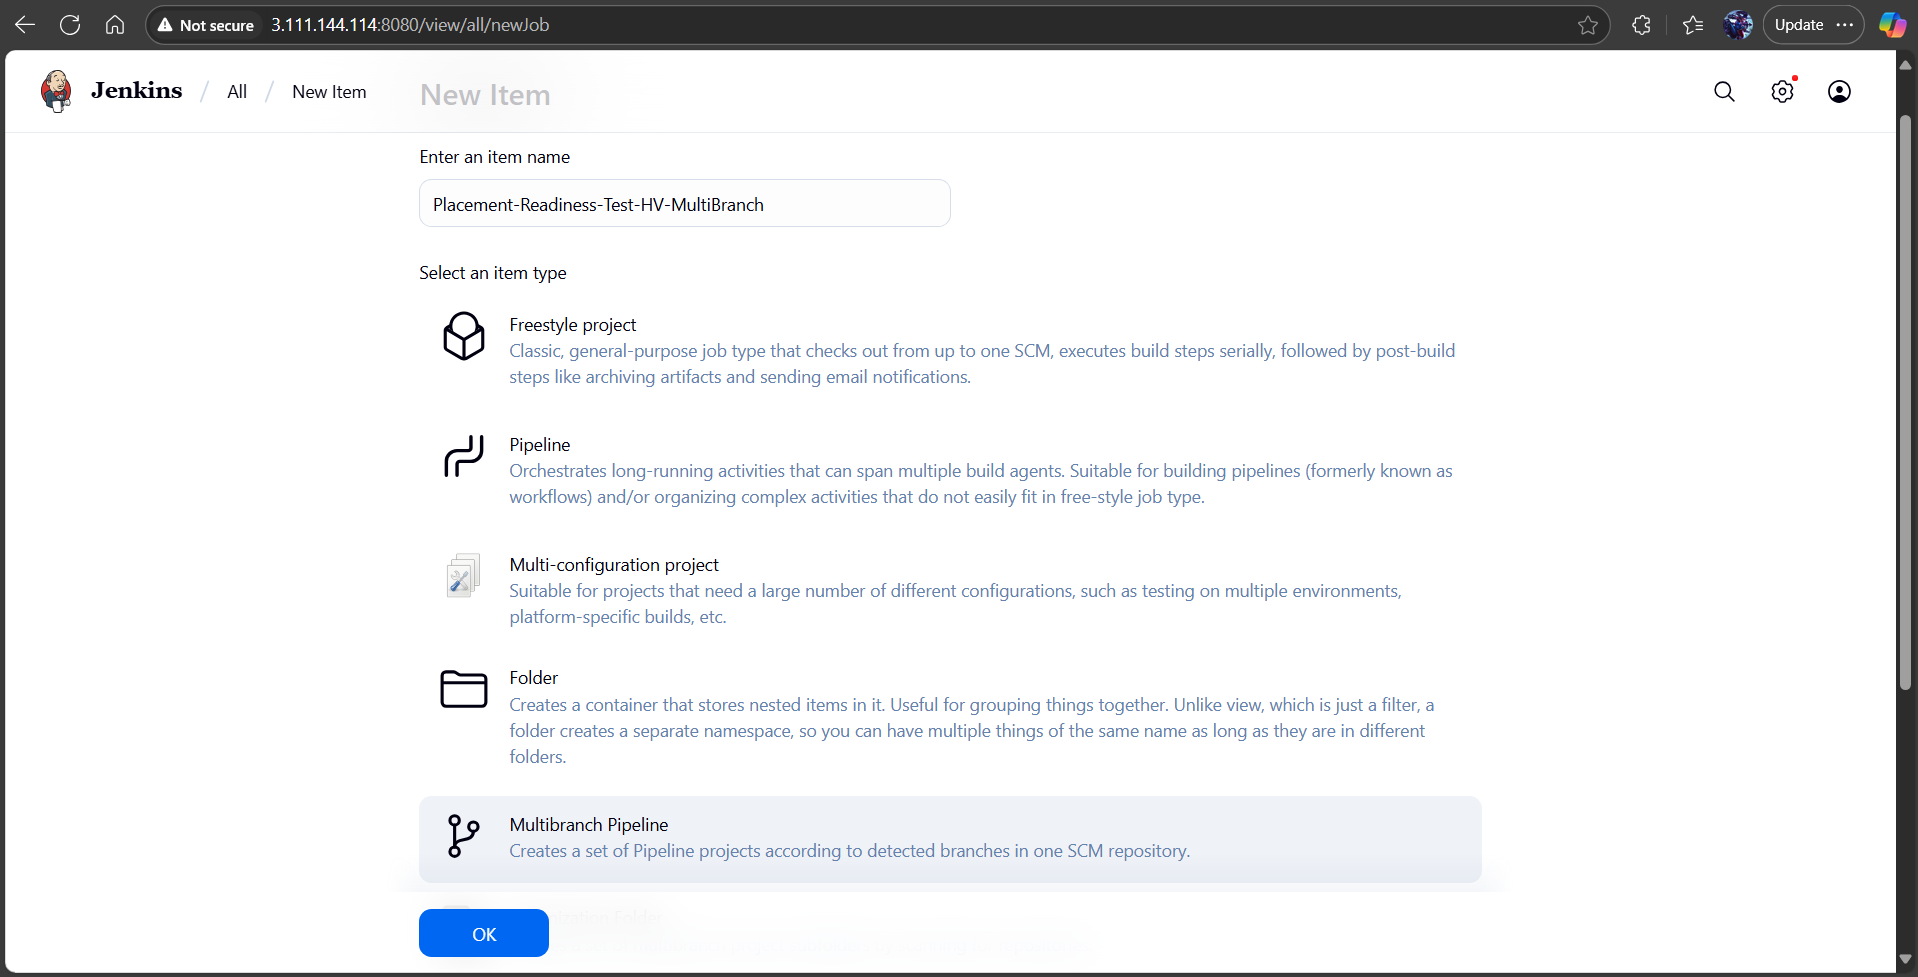 Not secure 3.111.144.114:8080/view/all/newJob Update
Jenkins / All / New Item New Item
Enter an item name
Placement-Readiness-Test-HV-MultiBranch
Select an item type
Freestyle project
Classic, general-purpose job type that checks out from up to one SCM, executes build steps serially, followed by post-build
steps like archiving artifacts and sending email notifications.
Pipeline
Orchestrates long-running activities that can span multiple build agents. Suitable for building pipelines (formerly known as
workflows) and/or organizing complex activities that do not easily fit in free-style job type.
Multi-configuration project
Suitable for projects that need a large number of different configurations, such as testing on multiple environments,
platform-specific builds, etc.
Folder
Creates a container that stores nested items in it. Useful for grouping things together. Unlike view, which is just a filter, a
folder creates a separate namespace, so you can have multiple things of the same name as long as they are in different
folders.
Multibranch Pipeline
Creates a set of Pipeline projects according to detected branches in one SCM repository.
Folder
OK